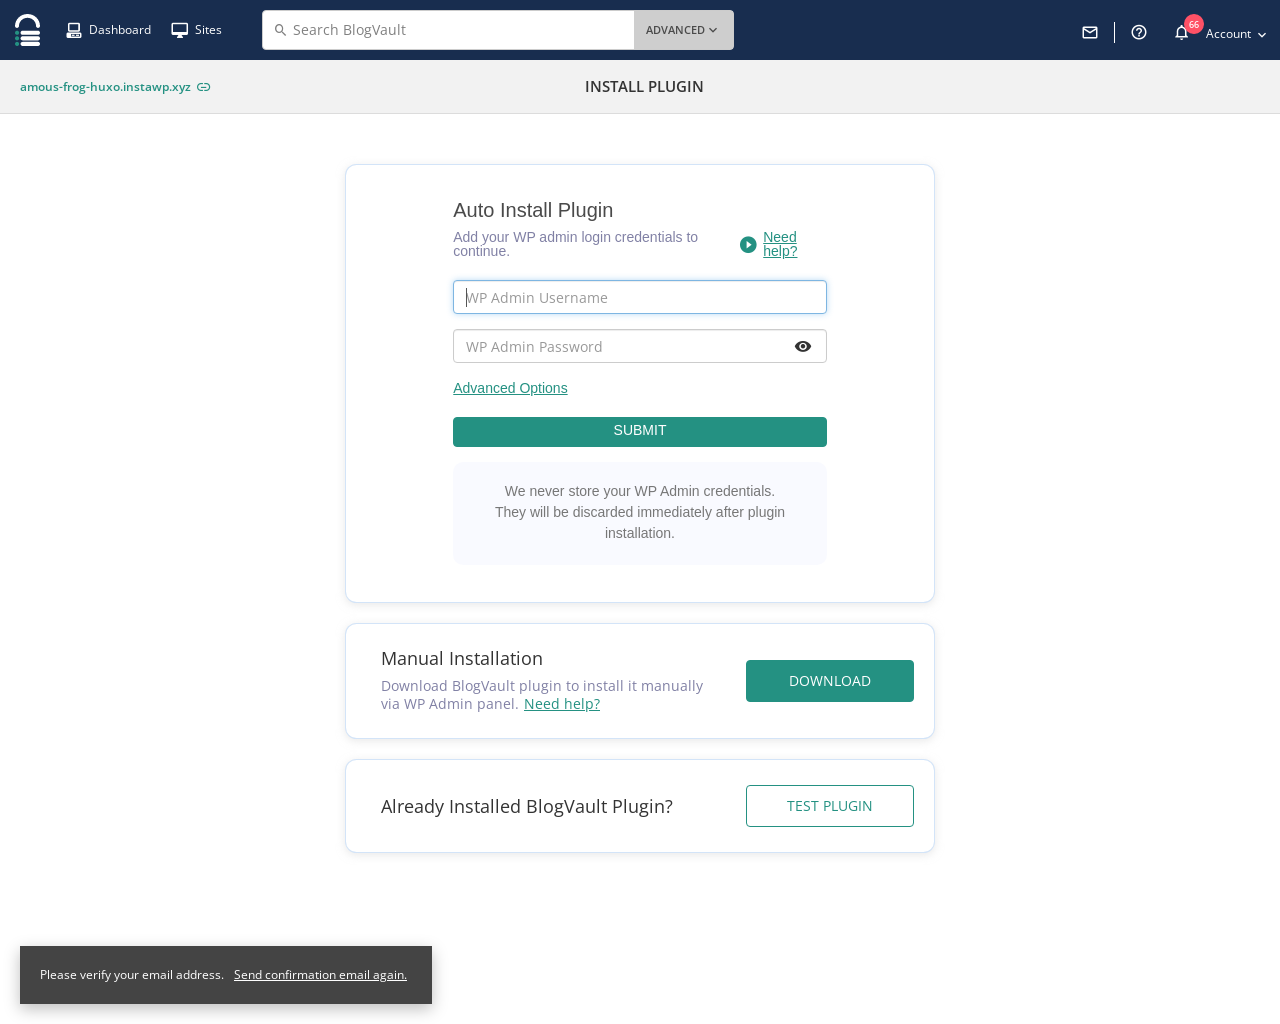 Dashboard
Sites
Search BlogVault
ADVANCED
66
Account
amous-frog-huxo.instawp.xyz
INSTALL PLUGIN
Auto Install Plugin
Add your WP admin login credentials to
continue.
Need
help?
WP Admin Username
WP Admin Password
Advanced Options
SUBMIT
We never store your WP Admin credentials.
They will be discarded immediately after plugin
installation.
Manual Installation
Download BlogVault plugin to install it manually
via WP Admin panel. Need help?
DOWNLOAD
Already Installed BlogVault Plugin?
TEST PLUGIN
Please verify your email address. Send confirmation email again.